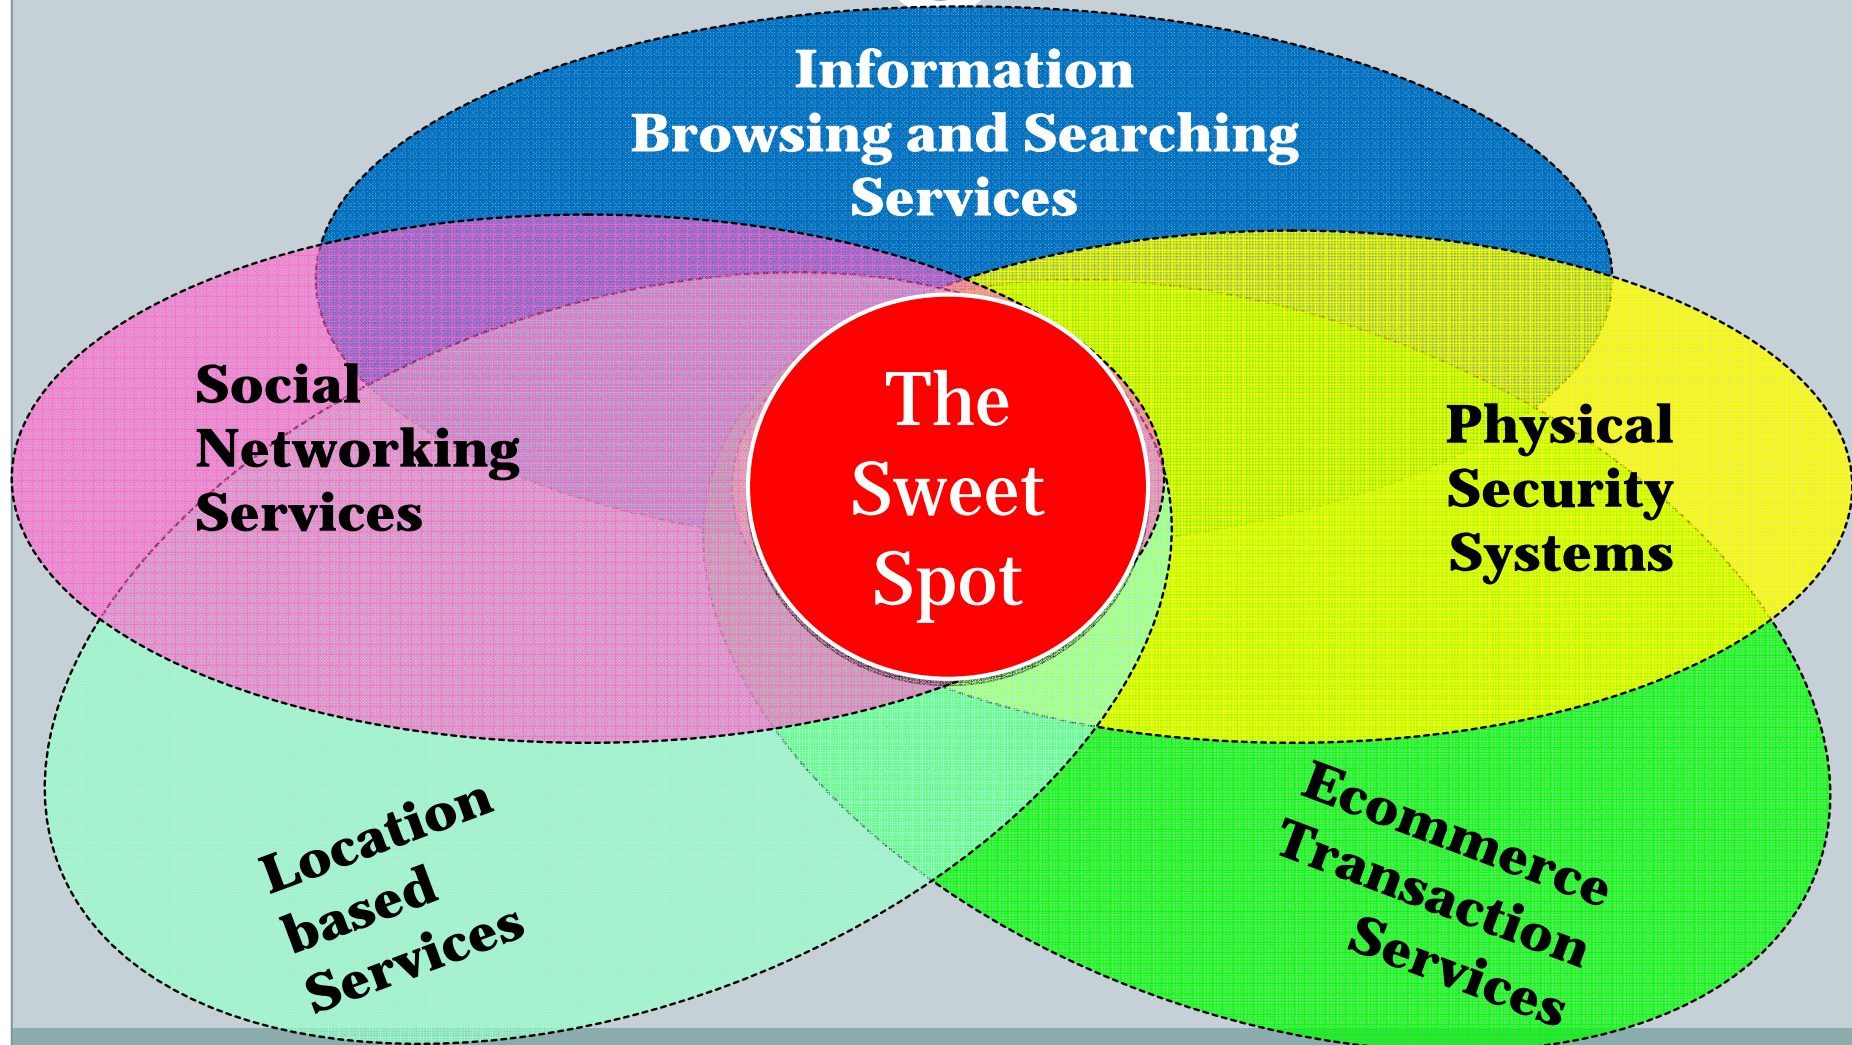 Information
Browsing and Searching
Services
Social
Networking
Services
The
Sweet
Spot
Physical
Security
Systems
Location
based
Services
Ecommerce
Transaction
Services